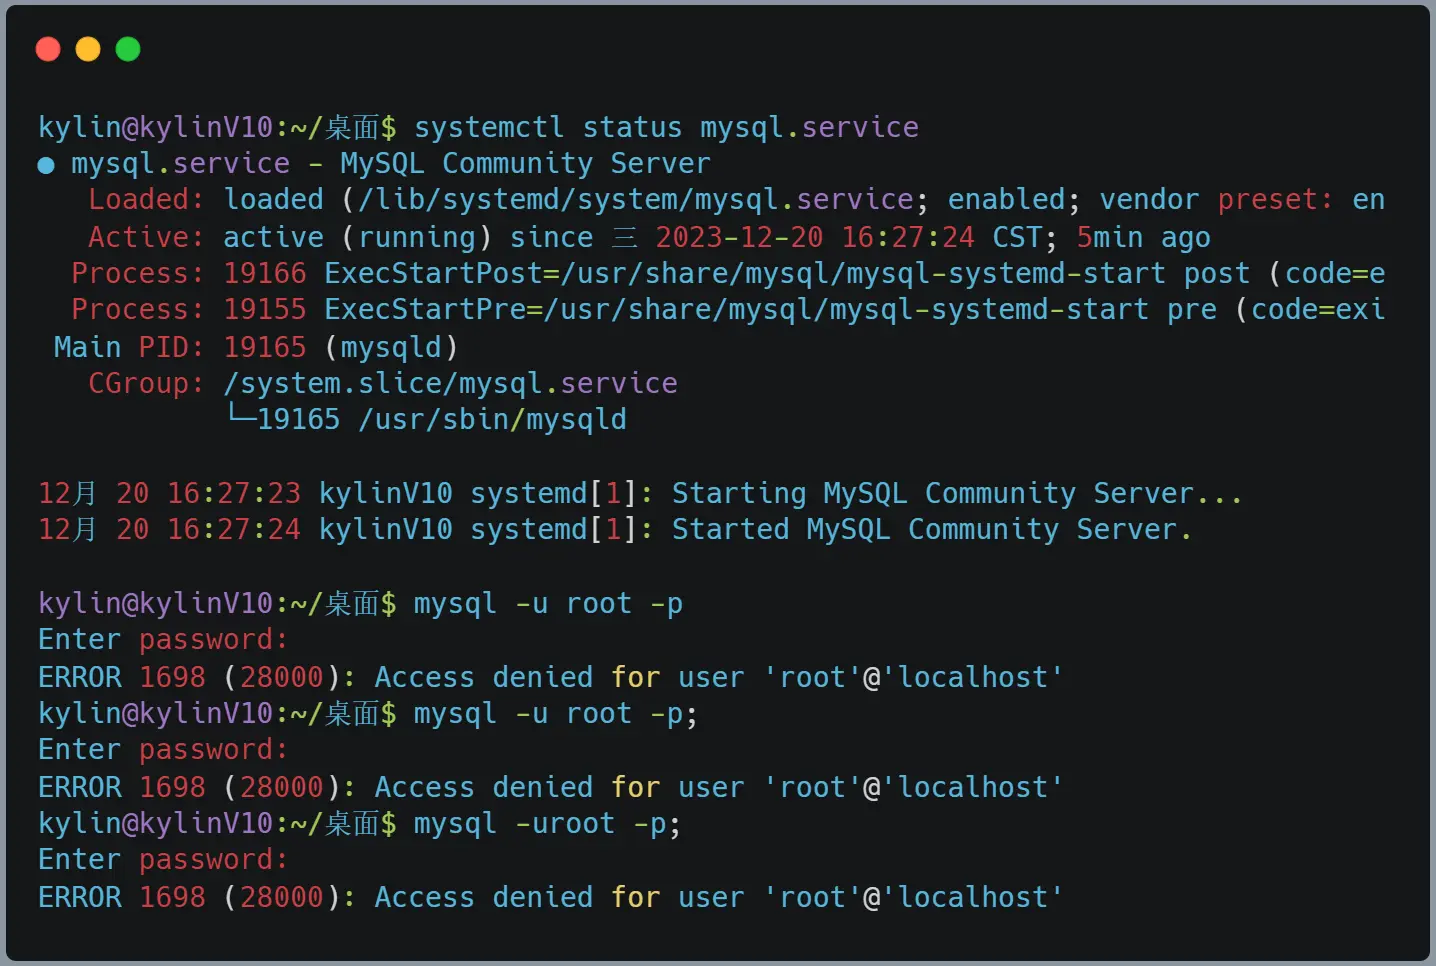 kylin@kylinV10:~/桌面$ systemctl status mysql.service
● mysql.service - MySQL Community Server
   Loaded: loaded (/lib/systemd/system/mysql.service; enabled; vendor preset: en
   Active: active (running) since 三 2023-12-20 16:27:24 CST; 5min ago
  Process: 19166 ExecStartPost=/usr/share/mysql/mysql-systemd-start post (code=e
  Process: 19155 ExecStartPre=/usr/share/mysql/mysql-systemd-start pre (code=exi
 Main PID: 19165 (mysqld)
   CGroup: /system.slice/mysql.service
           └─19165 /usr/sbin/mysqld

12月 20 16:27:23 kylinV10 systemd[1]: Starting MySQL Community Server...
12月 20 16:27:24 kylinV10 systemd[1]: Started MySQL Community Server.

kylin@kylinV10:~/桌面$ mysql -u root -p
Enter password:
ERROR 1698 (28000): Access denied for user 'root'@'localhost'
kylin@kylinV10:~/桌面$ mysql -u root -p;
Enter password:
ERROR 1698 (28000): Access denied for user 'root'@'localhost'
kylin@kylinV10:~/桌面$ mysql -uroot -p;
Enter password:
ERROR 1698 (28000): Access denied for user 'root'@'localhost'